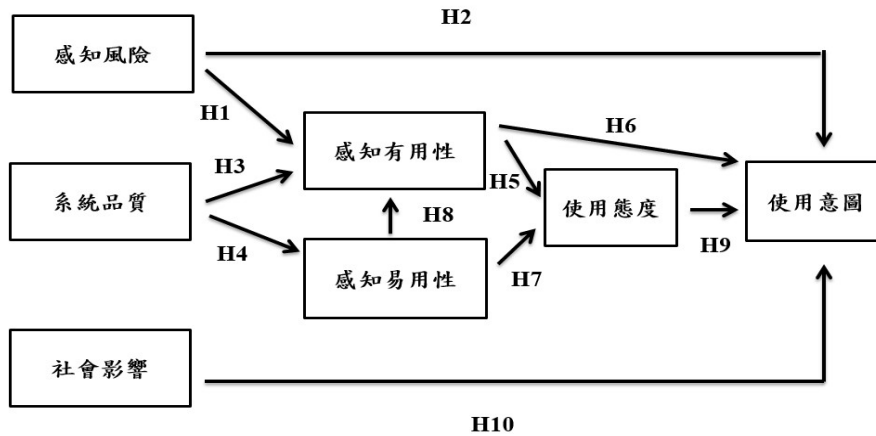 H2
感知風險
H1
感知有用性
H6
H3
H5
系統品質
使用態度
使用意圖
H8
H9
H4
感知易用性
H7
社會影響
H10